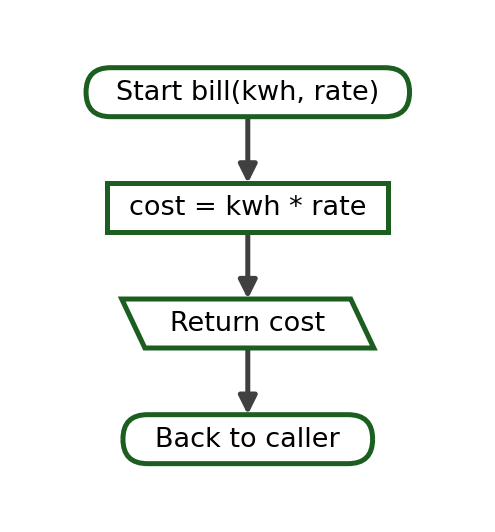 Start bill(kwh, rate)
cost = kwh * rate
Return cost
Back to caller